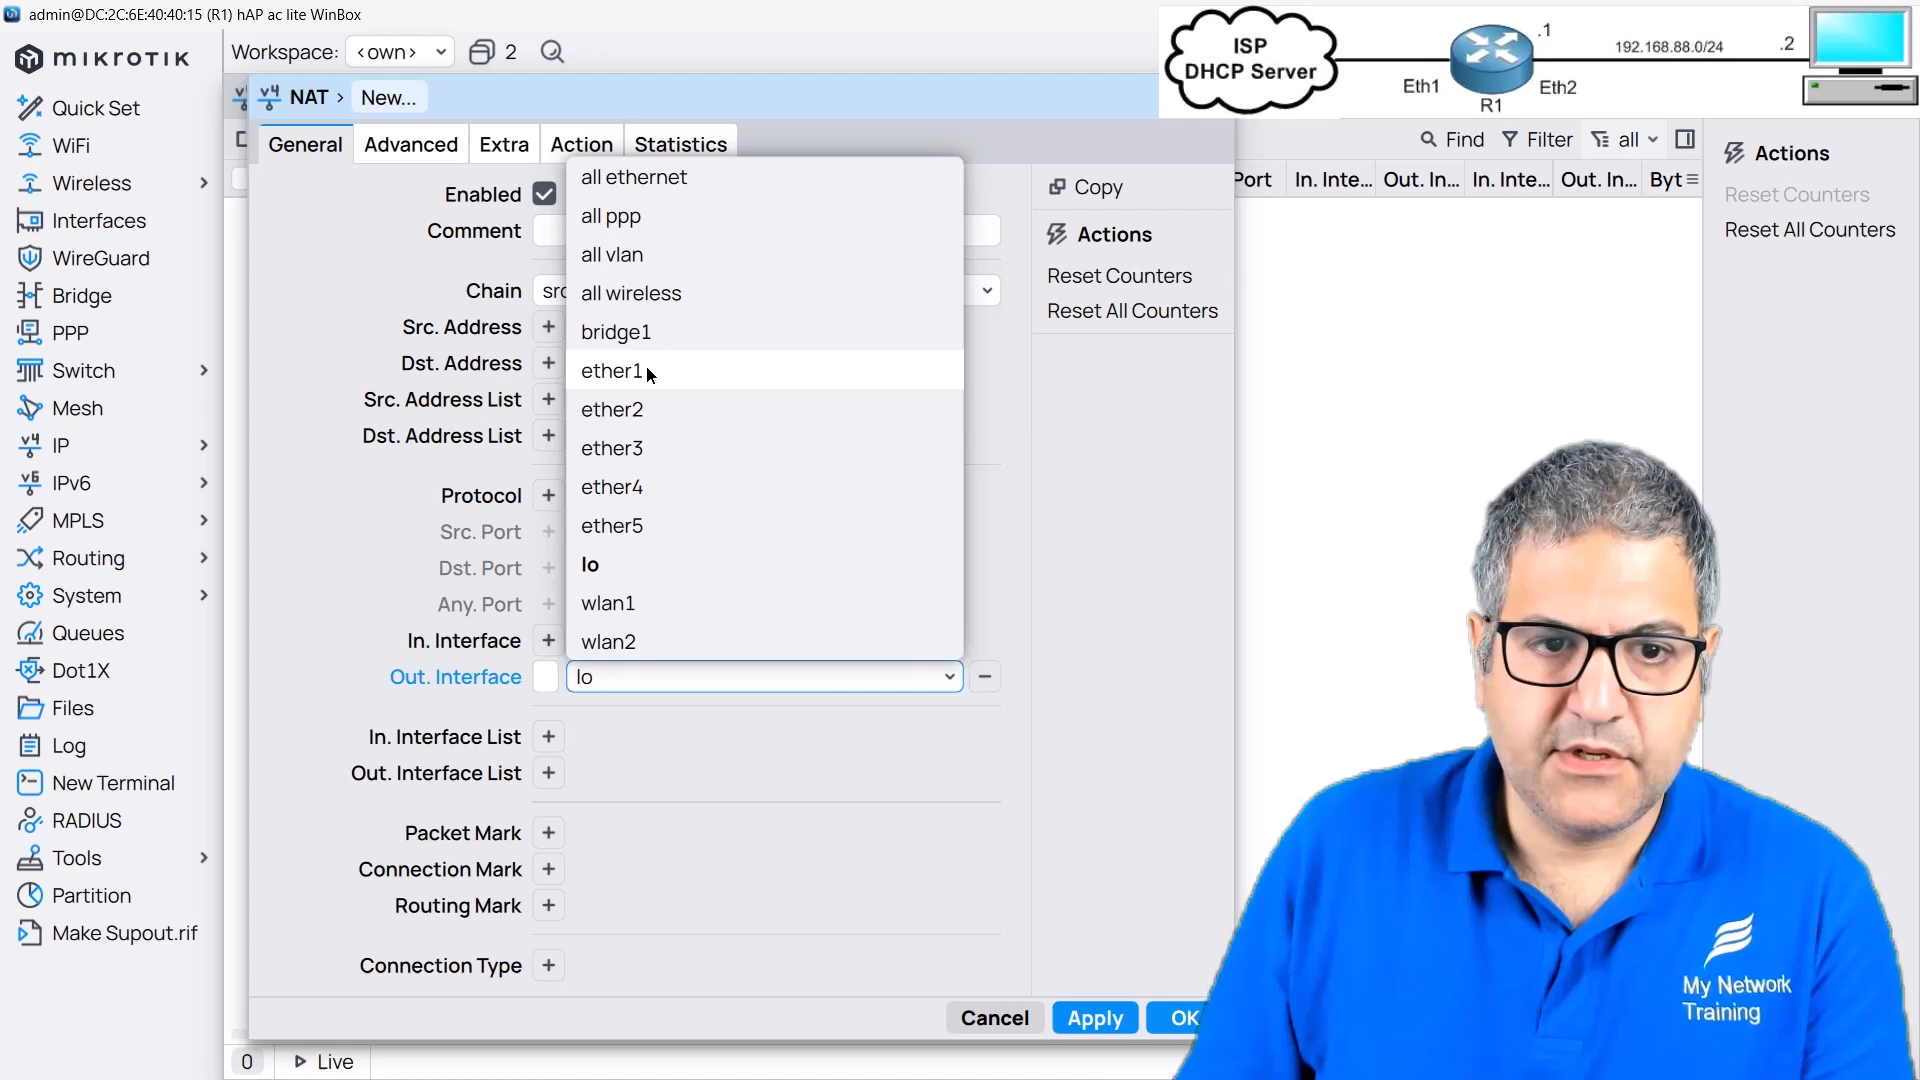 admin@DC:2C:6E:40:40:15 (R1) hAP ac lite WinBox
MIKROTIK
Quick Set
WiFi
Wireless
Interfaces
WireGuard
Bridge
PPP
Switch
Mesh
IP
IPv6
MPLS
Routing
System
Queues
Dot1X
Files
Log
New Terminal
RADIUS
Tools
Partition
Make Supout.rif
Workspace: <own> 2
NAT > New...
General Advanced Extra Action Statistics
Enabled
Comment
Chain src
Src. Address
Dst. Address
Src. Address List
Dst. Address List
Protocol
Src. Port
Dst. Port
Any. Port
In. Interface
Out. Interface lo
In. Interface List
Out. Interface List
Packet Mark
Connection Mark
Routing Mark
Connection Type
all ethernet
all ppp
all vlan
all wireless
bridge1
ether1
ether2
ether3
ether4
ether5
lo
wlan1
wlan2
Copy
Actions
Reset Counters
Reset All Counters
Cancel Apply OK
0 Live
ISP
DHCP Server
Eth1
R1
.1
Eth2
192.168.88.0/24
.2
Find Filter all
Port In. Inte... Out. In... In. Inte... Out. In... Byt
Actions
Reset Counters
Reset All Counters
My Network
Training